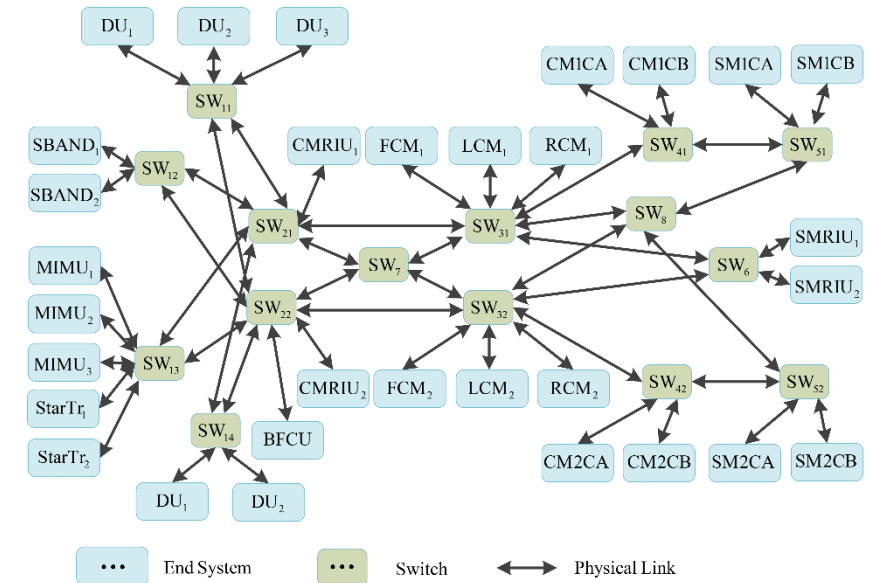 DU₁
DU₂
DU₃
SW₁₁
CM1CA
CM1CB
SM1CA
SM1CB
SBAND₁
SBAND₂
SW₁₂
CMRIU₁
FCM₁
LCM₁
RCM₁
SW₄₁
SW₅₁
SW₂₁
SW₃₁
SW₈
SW₇
SW₆
SMRIU₁
SMRIU₂
MIMU₁
MIMU₂
MIMU₃
StarTr₁
StarTr₂
SW₁₃
SW₂₂
SW₃₂
CMRIU₂
FCM₂
LCM₂
RCM₂
SW₄₂
SW₅₂
SW₁₄
BFCU
DU₁
DU₂
CM2CA
CM2CB
SM2CA
SM2CB
••• End System
••• Switch
Physical Link